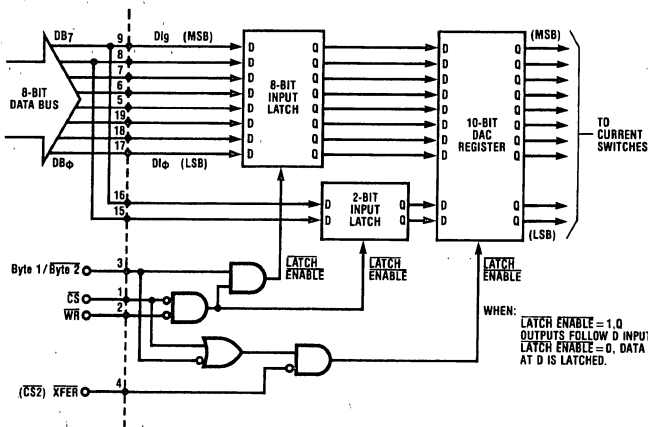 DB7
9
DI9 (MSB)
8
7
6
5
19
18
17
DBΦ
DIΦ (LSB)
8-BIT
DATA BUS
D
D
D
D
D
D
D
D
Q
Q
Q
Q
Q
Q
Q
Q
8-BIT
INPUT
LATCH
D
D
D
D
D
D
D
D
D
D
Q
Q
Q
Q
Q
Q
Q
Q
Q
Q
10-BIT
DAC
REGISTER
(MSB)
(LSB)
TO
CURRENT
SWITCHES
16
15
D
D
2-BIT
INPUT
LATCH
Q
Q
Byte 1/Byte 2
3
CS
1
WR
2
(CS2) XFER
4
LATCH
ENABLE
LATCH
ENABLE
LATCH
ENABLE
WHEN:
LATCH ENABLE = 1, Q
OUTPUTS FOLLOW D INPUT
LATCH ENABLE = 0, DATA
AT D IS LATCHED.